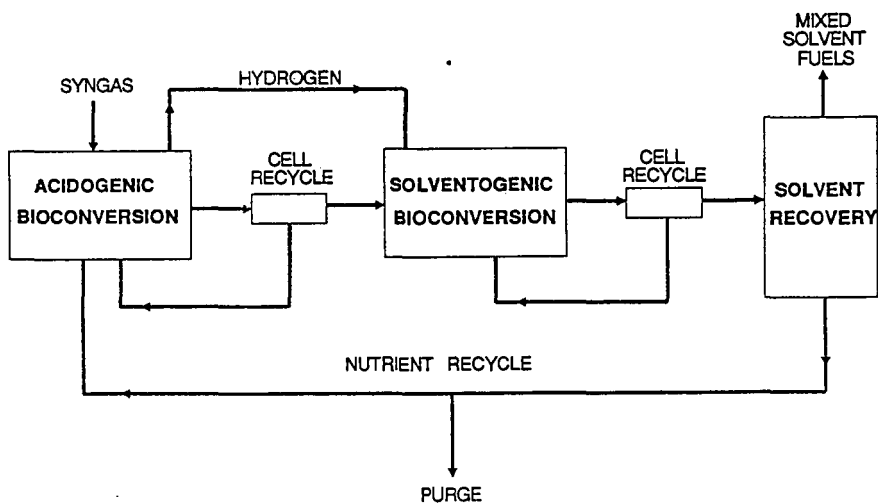 MIXED
SOLVENT
FUELS
SYNGAS
HYDROGEN
ACIDOGENIC
BIOCONVERSION
CELL
RECYCLE
SOLVENTOGENIC
BIOCONVERSION
CELL
RECYCLE
SOLVENT
RECOVERY
NUTRIENT RECYCLE
PURGE